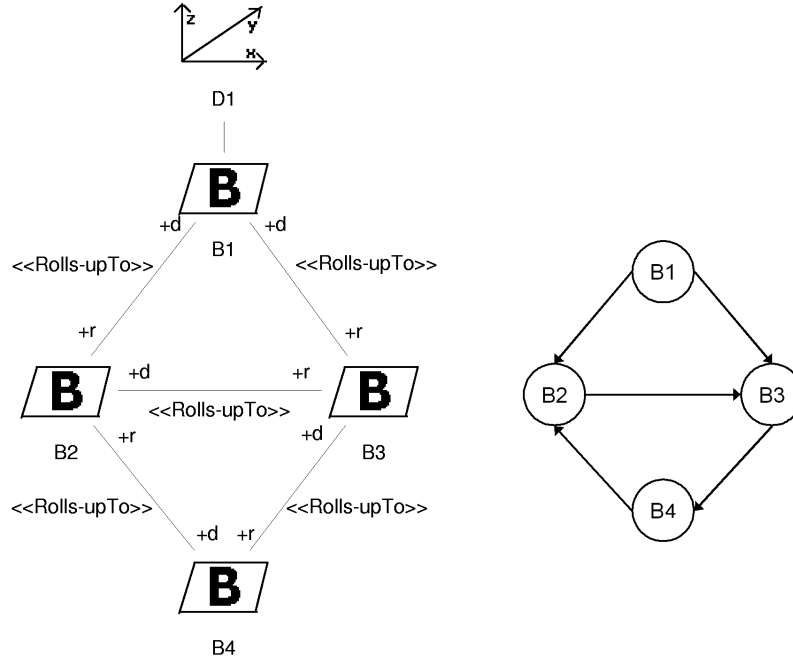 z
y
x
D1
B
+d +d
B1
<<Rolls-upTo>> <<Rolls-upTo>>
+r +r
B B
+d +r
<<Rolls-upTo>>
+r +d
B2 B3
<<Rolls-upTo>> <<Rolls-upTo>>
+d +r
B
B4
B1
B2 B3
B4